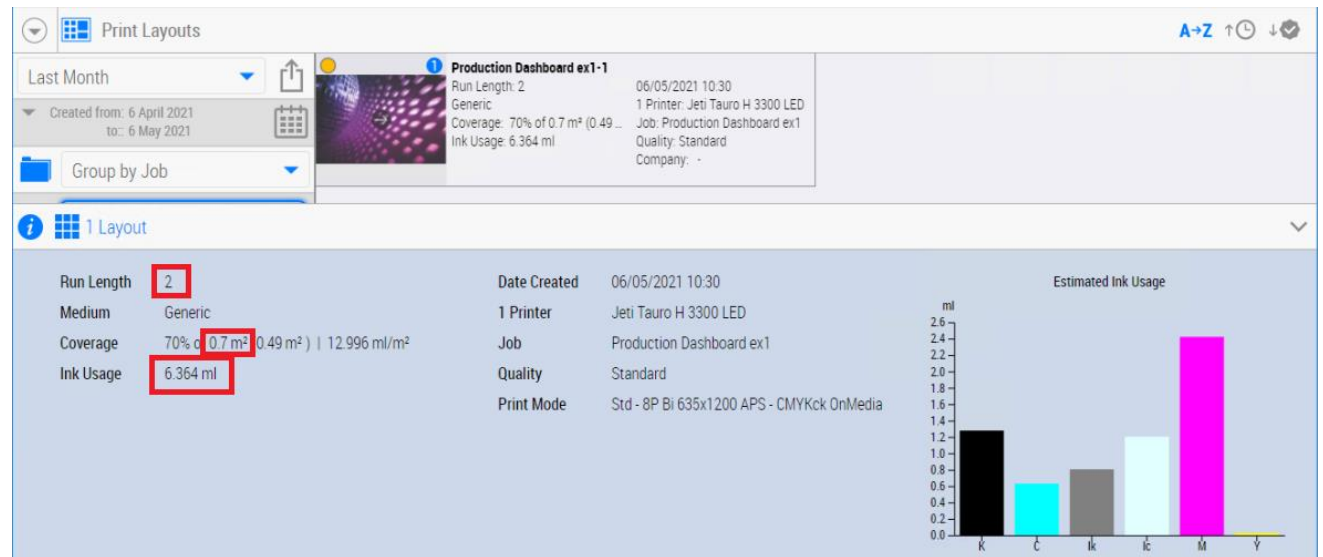 Print Layouts
A→Z
Last Month
Created from: 6 April 2021
to:: 6 May 2021
Group by Job
1
Production Dashboard ex1-1
Run Length: 2
06/05/2021 10:30
Generic
1 Printer: Jeti Tauro H 3300 LED
Coverage: 70% of 0.7 m² (0.49 ...
Job: Production Dashboard ex1
Ink Usage: 6.364 ml
Quality: Standard
Company: -
i
1 Layout
Run Length 2
Medium Generic
Coverage 70% o 0.7 m² 0.49 m² ) | 12.996 ml/m²
Ink Usage 6.364 ml
Date Created 06/05/2021 10:30
1 Printer Jeti Tauro H 3300 LED
Job Production Dashboard ex1
Quality Standard
Print Mode Std - 8P Bi 635x1200 APS - CMYKck OnMedia
Estimated Ink Usage
ml
2.6
2.4
2.2
2.0
1.8
1.6
1.4
1.2
1.0
0.8
0.6
0.4
0.2
0.0
K C lk lc M Y